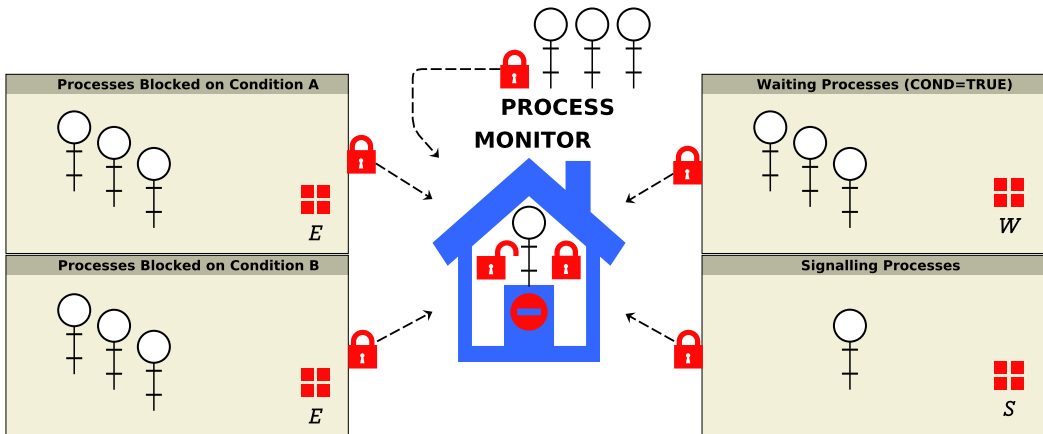 PROCESS
MONITOR
Processes Blocked on Condition A
E
Processes Blocked on Condition B
E
Waiting Processes (COND=TRUE)
W
Signalling Processes
S